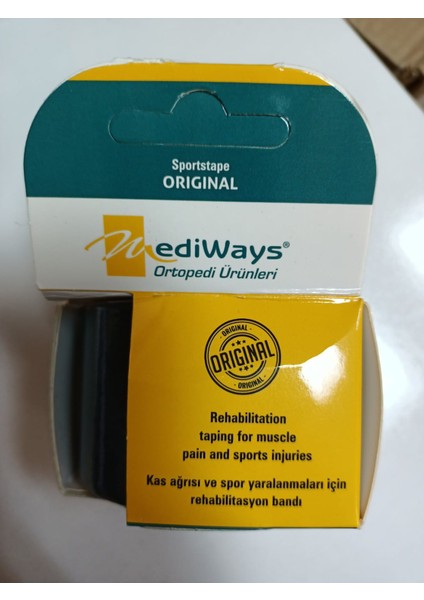 Sportstape
ORIGINAL
MediWays®
Ortopedi Ürünleri
ORIGINAL
ORIGINAL
ORIGINAL
Rehabilitation
taping for muscle
pain and sports injuries
Kas ağrısı ve spor yaralanmaları için
rehabilitasyon bandı